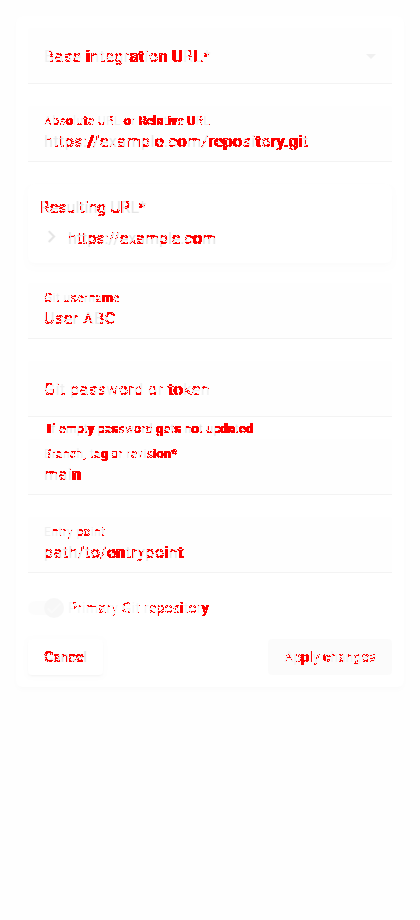 Base integration URL*
Absolute URL or Relative URL
https://example.com/repository.git
Resulting URL*
https://example.com
Git username
User ABC
Git password or token
If empty password gets not updated
Branch, tag or revision*
main
Entrypoint
path/to/entrypoint
Primary Git repository
Cancel
Apply changes